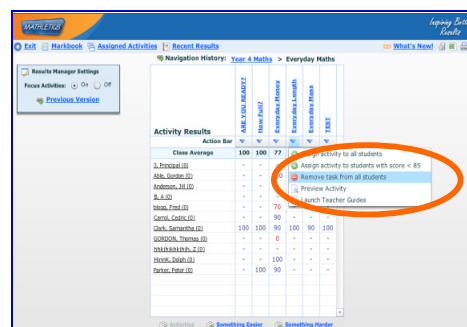 MATHLETICS
Inspiring Bett
Results
Exit Markbook Assigned Activities Recent Results What's New!
Navigation History: Year 4 Maths > Everyday Maths
Results Manager Settings
Focus Activities: On Off
Previous Version
ARE YOU READY?
How Full?
Everyday Money
Everyday Length
Everyday Mass
TEST
Activity Results
Action Bar
Class Average 100 100 77
Assign activity to all students
Assign activity to students with score < 85
Remove task from all students
Preview Activity
Launch Teacher Guides
3, Principal (0) - - -
Able, Gordon (0) - -
Anderson, Jill (0) - - -
B, A (0) - - -
blogg, Fred (0) - - 70 - - -
Carrol, Cedric (0) - - 90 - - -
Clark, Samantha (0) 100 100 90 100 90 100
GORDON, Thomas (0) - - 0 - - -
HinniK, Dolph (0) - - 100 - - -
Parker, Peter (0) - 100 90 - - -
Activities Something Easier Something Harder